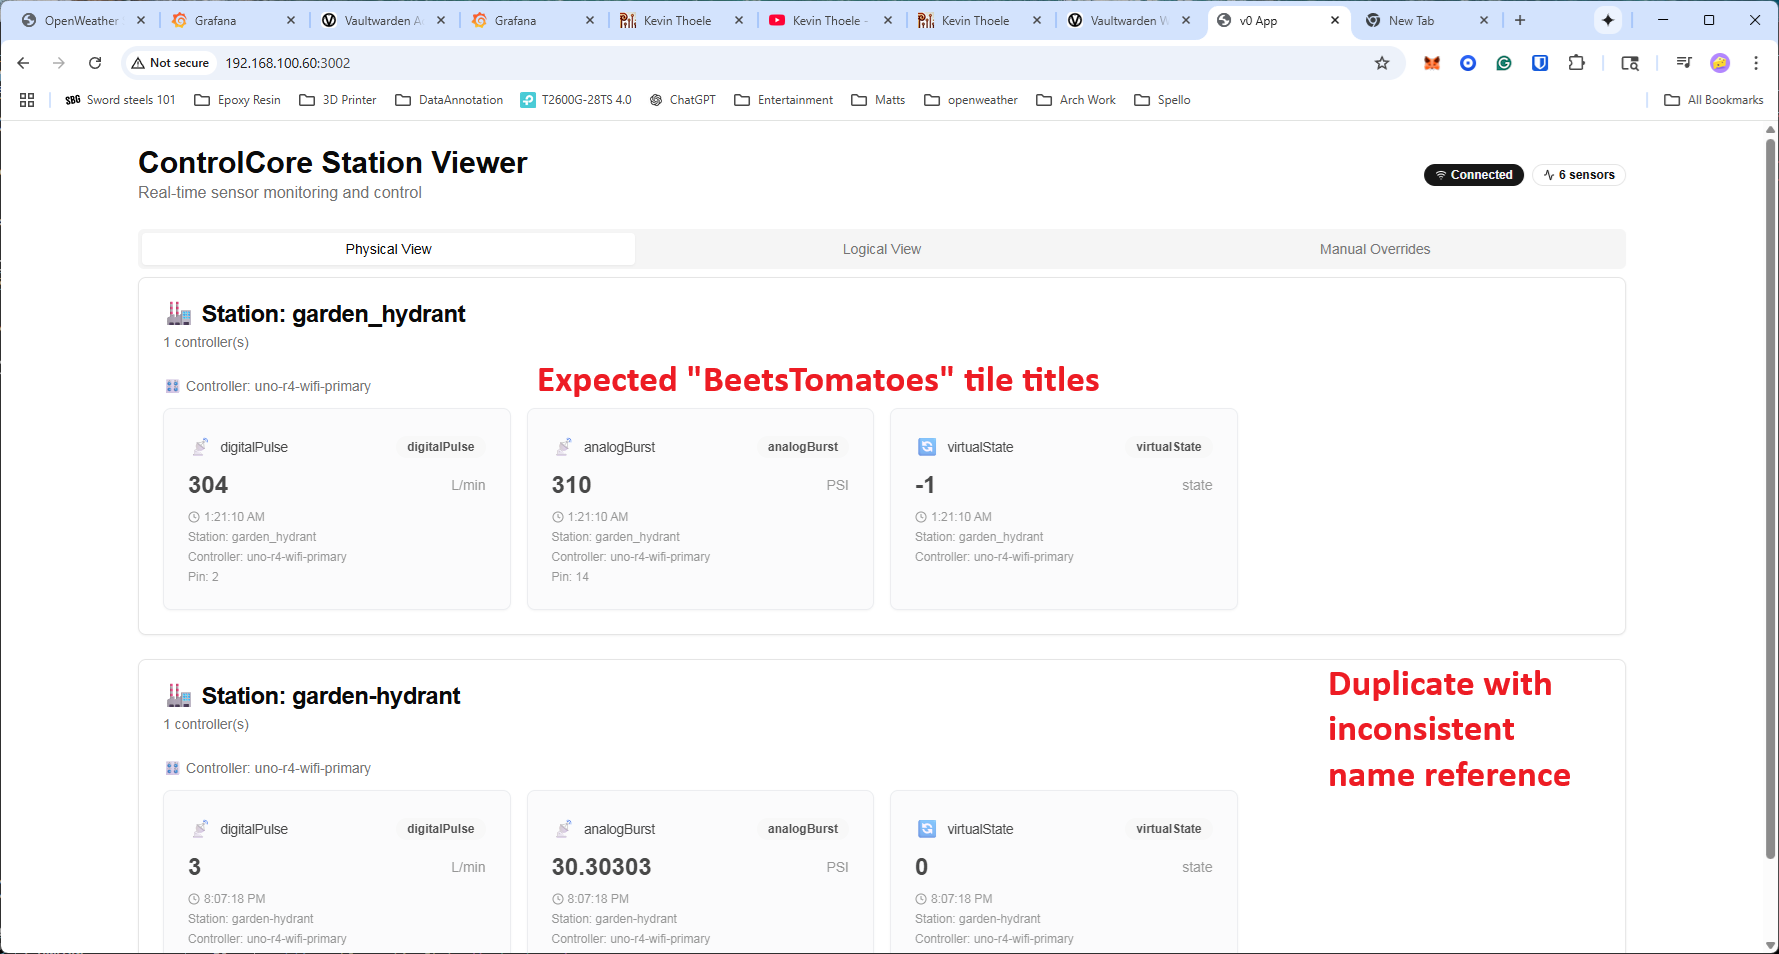 OpenWeather
Grafana
Vaultwarden A
Grafana
Kevin Thoele
Kevin Thoele -
Kevin Thoele
Vaultwarden W
v0 App
New Tab
Not secure
192.168.100.60:3002
SBG Sword steels 101
Epoxy Resin
3D Printer
DataAnnotation
T2600G-28TS 4.0
ChatGPT
Entertainment
Matts
openweather
Arch Work
Spello
All Bookmarks
ControlCore Station Viewer
Real-time sensor monitoring and control
Connected
6 sensors
Physical View
Logical View
Manual Overrides
Station: garden_hydrant
1 controller(s)
Controller: uno-r4-wifi-primary
Expected "BeetsTomatoes" tile titles
digitalPulse
digitalPulse
304
L/min
1:21:10 AM
Station: garden_hydrant
Controller: uno-r4-wifi-primary
Pin: 2
analogBurst
analogBurst
310
PSI
1:21:10 AM
Station: garden_hydrant
Controller: uno-r4-wifi-primary
Pin: 14
virtualState
virtualState
-1
state
1:21:10 AM
Station: garden_hydrant
Controller: uno-r4-wifi-primary
Station: garden-hydrant
1 controller(s)
Controller: uno-r4-wifi-primary
Duplicate with
inconsistent
name reference
digitalPulse
digitalPulse
3
L/min
8:07:18 PM
Station: garden-hydrant
Controller: uno-r4-wifi-primary
analogBurst
analogBurst
30.30303
PSI
8:07:18 PM
Station: garden-hydrant
Controller: uno-r4-wifi-primary
virtualState
virtualState
0
state
8:07:18 PM
Station: garden-hydrant
Controller: uno-r4-wifi-primary